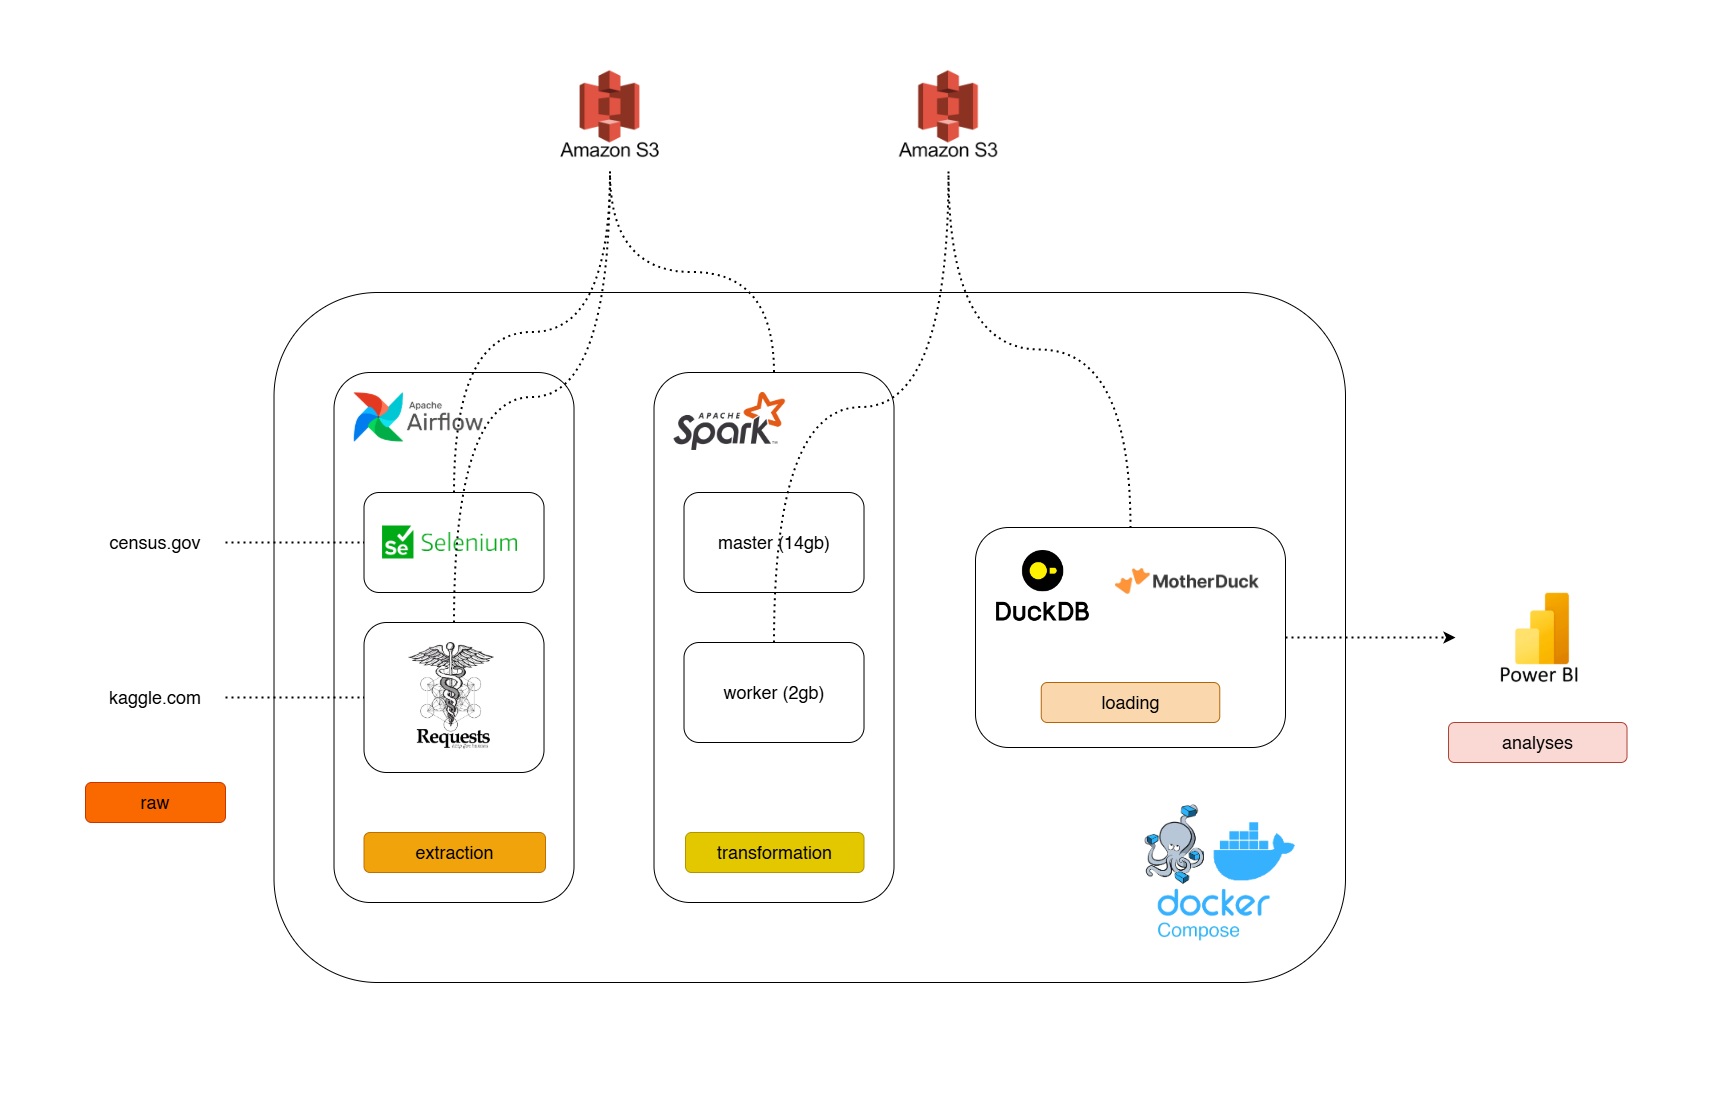 Amazon S3
Amazon S3
Apache
Airflow
APACHE
Spark
TM
census.gov
Se
Selenium
master (14gb)
DuckDB
MotherDuck
Power BI
kaggle.com
Requests
worker (2gb)
loading
analyses
raw
extraction
transformation
docker
Compose